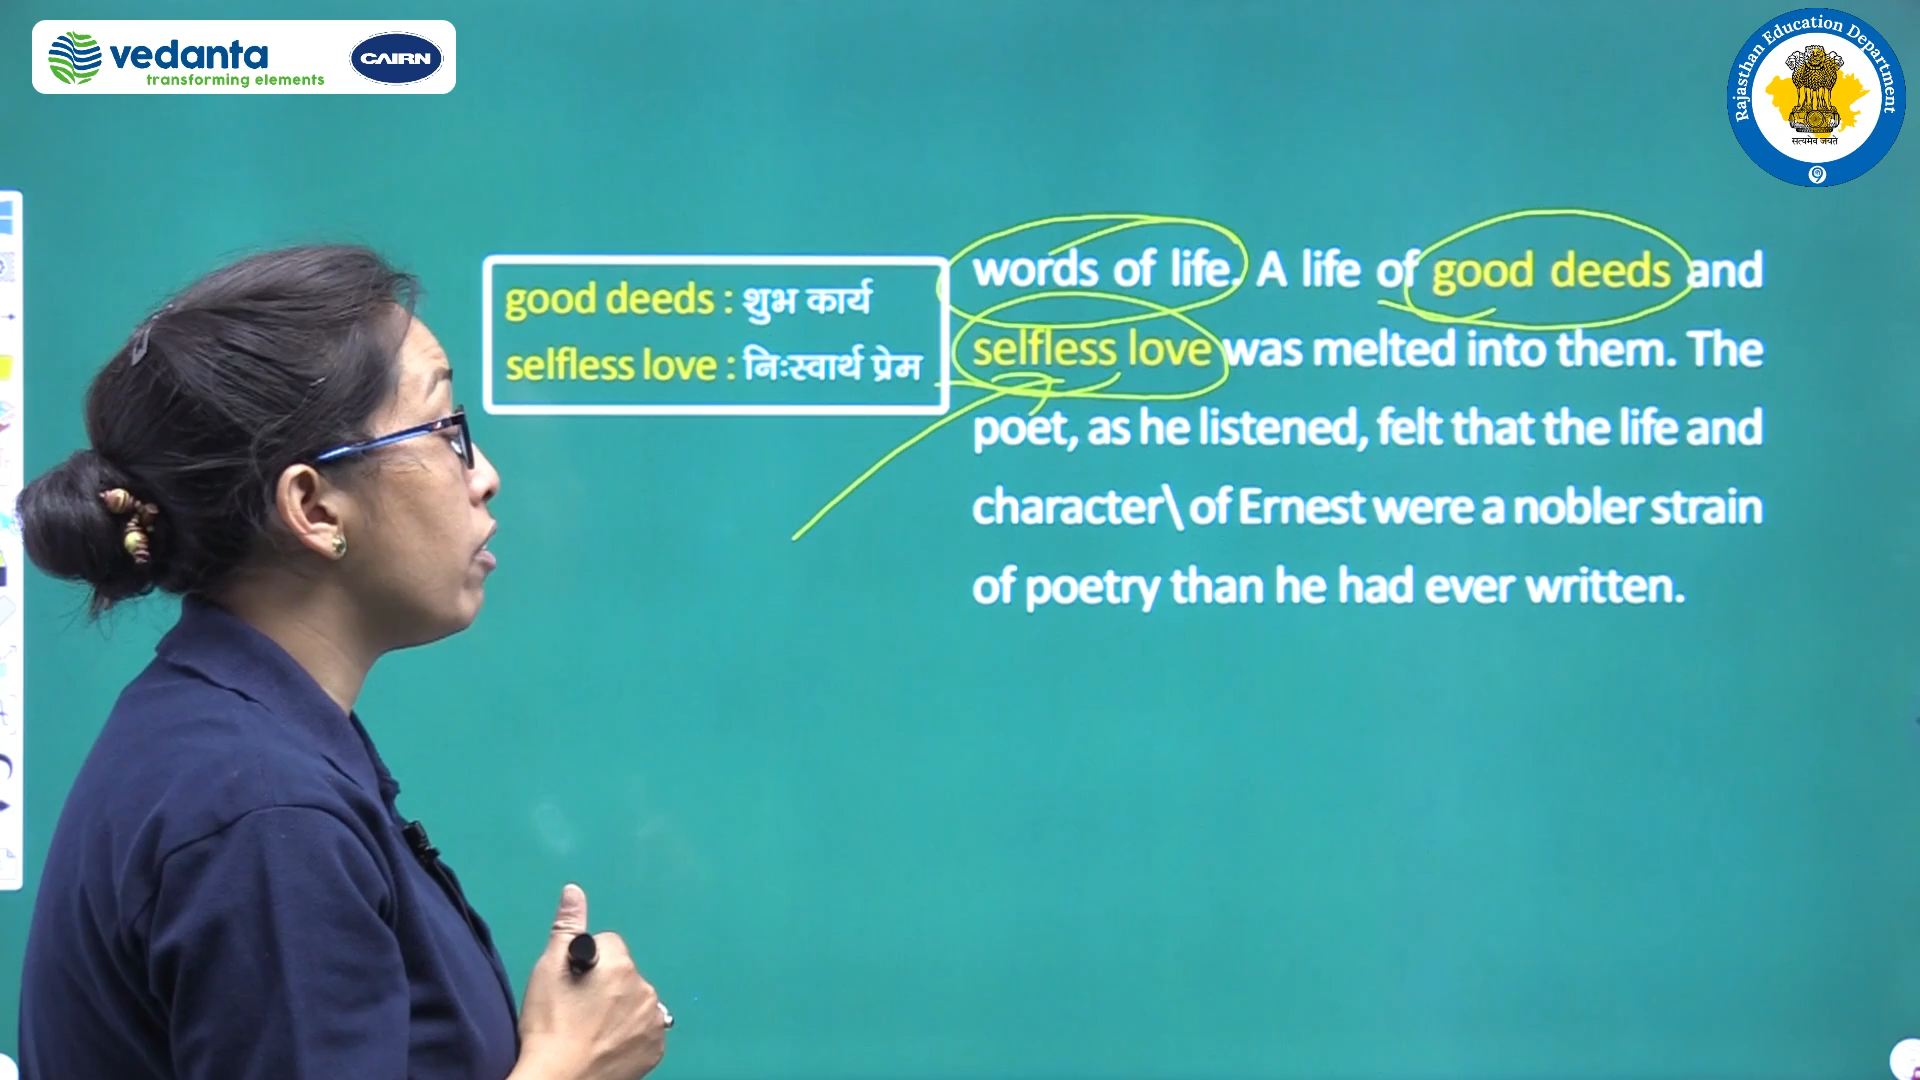 vedanta
transforming elements
CAIRN
Rajasthan Education Department
सत्यमेव जयते
good deeds : शुभ कार्य
selfless love : निःस्वार्थ प्रेम
words of life. A life of good deeds and
selfless love was melted into them. The
poet, as he listened, felt that the life and
character\ of Ernest were a nobler strain
of poetry than he had ever written.